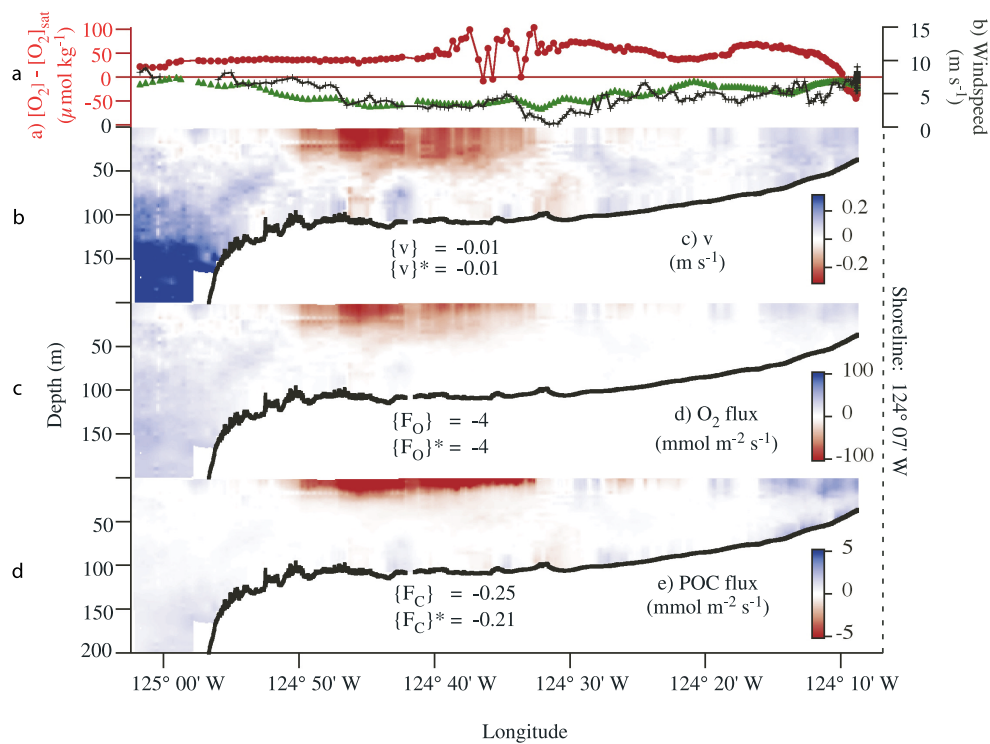 a
a) [O2] - [O2]sat
(µmol kg-1)
100
50
0
-50
0
15
10
5
0
b) Windspeed
(m s-1)
b
50
100
150
{v} = -0.01
{v}* = -0.01
c) v
(m s-1)
0.2
0
-0.2
c
Depth (m)
50
100
150
{FO} = -4
{FO}* = -4
d) O2 flux
(mmol m-2 s-1)
100
0
-100
Shoreline: 124° 07' W
d
50
100
150
200
{FC} = -0.25
{FC}* = -0.21
e) POC flux
(mmol m-2 s-1)
5
0
-5
125° 00' W 124° 50' W 124° 40' W 124° 30' W 124° 20' W 124° 10' W
Longitude